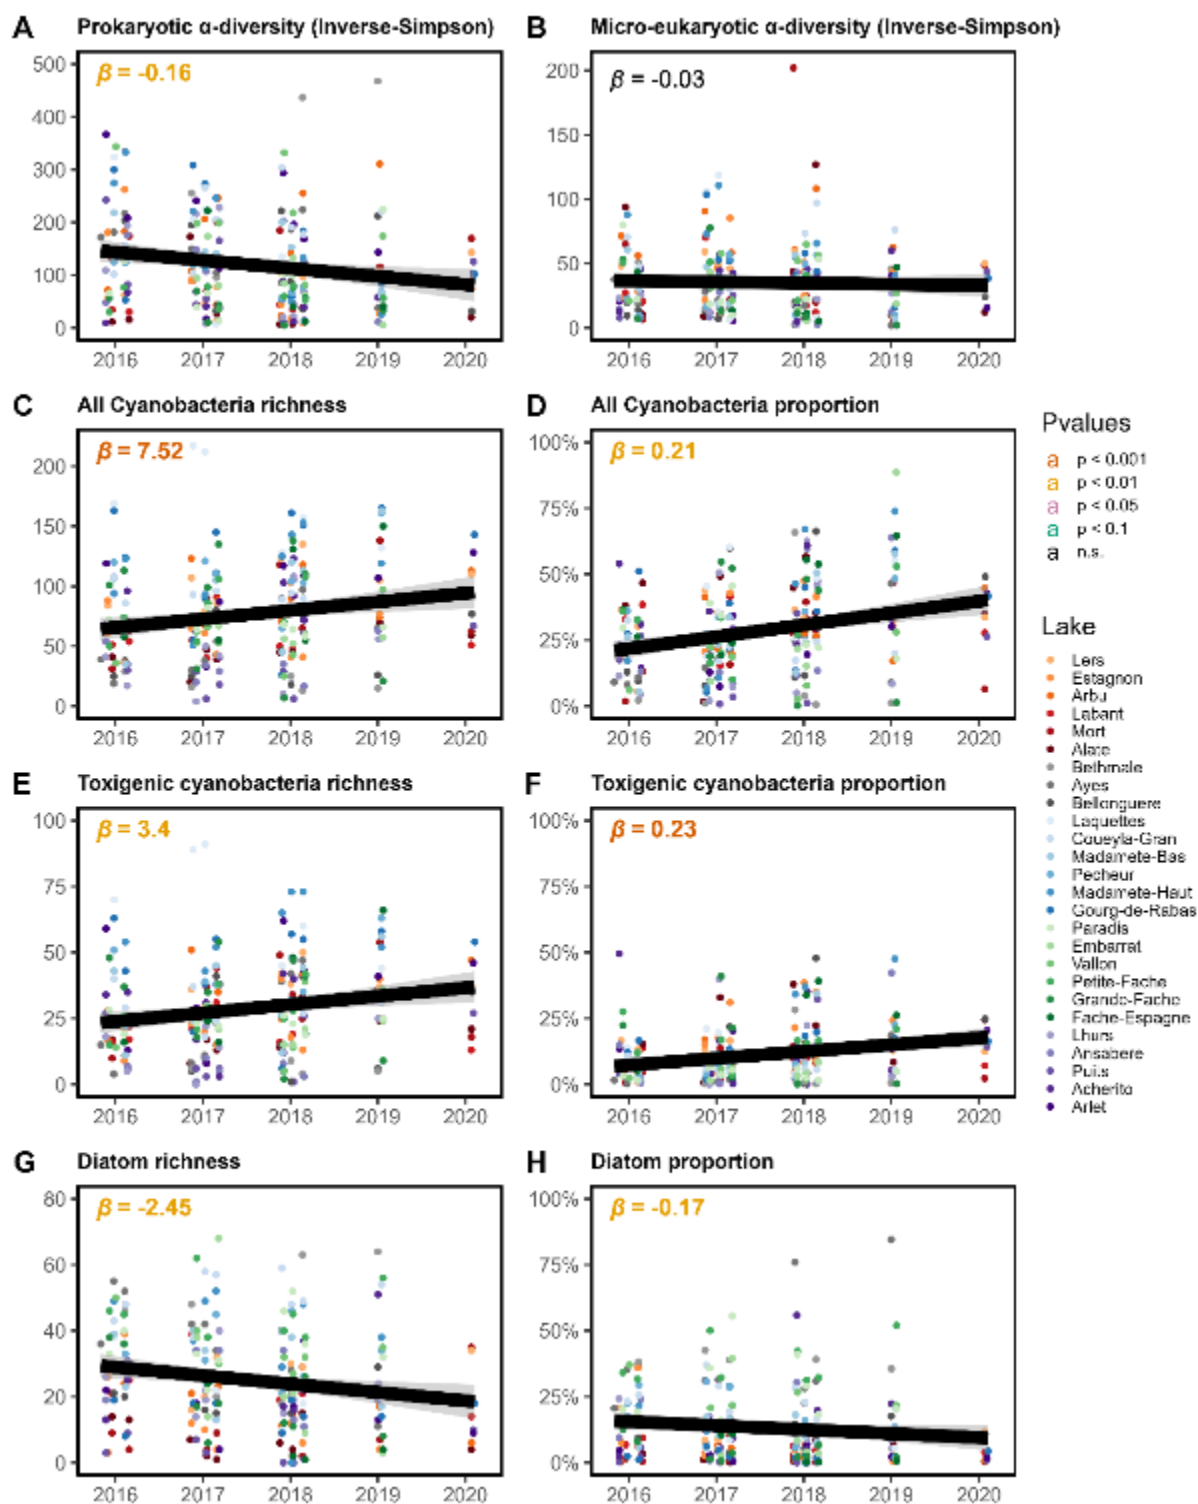 A Prokaryotic α-diversity (Inverse-Simpson)
β = -0.16
500
400
300
200
100
0
2016 2017 2018 2019 2020
B Micro-eukaryotic α-diversity (Inverse-Simpson)
β = -0.03
200
150
100
50
0
2016 2017 2018 2019 2020
C All Cyanobacteria richness
β = 7.52
200
150
100
50
0
2016 2017 2018 2019 2020
D All Cyanobacteria proportion
β = 0.21
100%
75%
50%
25%
0%
2016 2017 2018 2019 2020
E Toxigenic cyanobacteria richness
β = 3.4
100
75
50
25
0
2016 2017 2018 2019 2020
F Toxigenic cyanobacteria proportion
β = 0.23
100%
75%
50%
25%
0%
2016 2017 2018 2019 2020
G Diatom richness
β = -2.45
80
60
40
20
0
2016 2017 2018 2019 2020
H Diatom proportion
β = -0.17
100%
75%
50%
25%
0%
2016 2017 2018 2019 2020
Pvalues
a p < 0.001
a p < 0.01
a p < 0.05
a p < 0.1
a n.s.
Lake
Lers
Estagnon
Arbu
Labant
Mort
Alate
Bethmale
Ayes
Bellonguere
Laquettes
Coueyla-Gran
Madamete-Bas
Pecheur
Madamete-Haut
Gourg-de-Rabas
Paradis
Embarrat
Vallon
Petite-Fache
Grande-Fache
Fache-Espagne
Lhurs
Ansabere
Puits
Acherito
Arlet